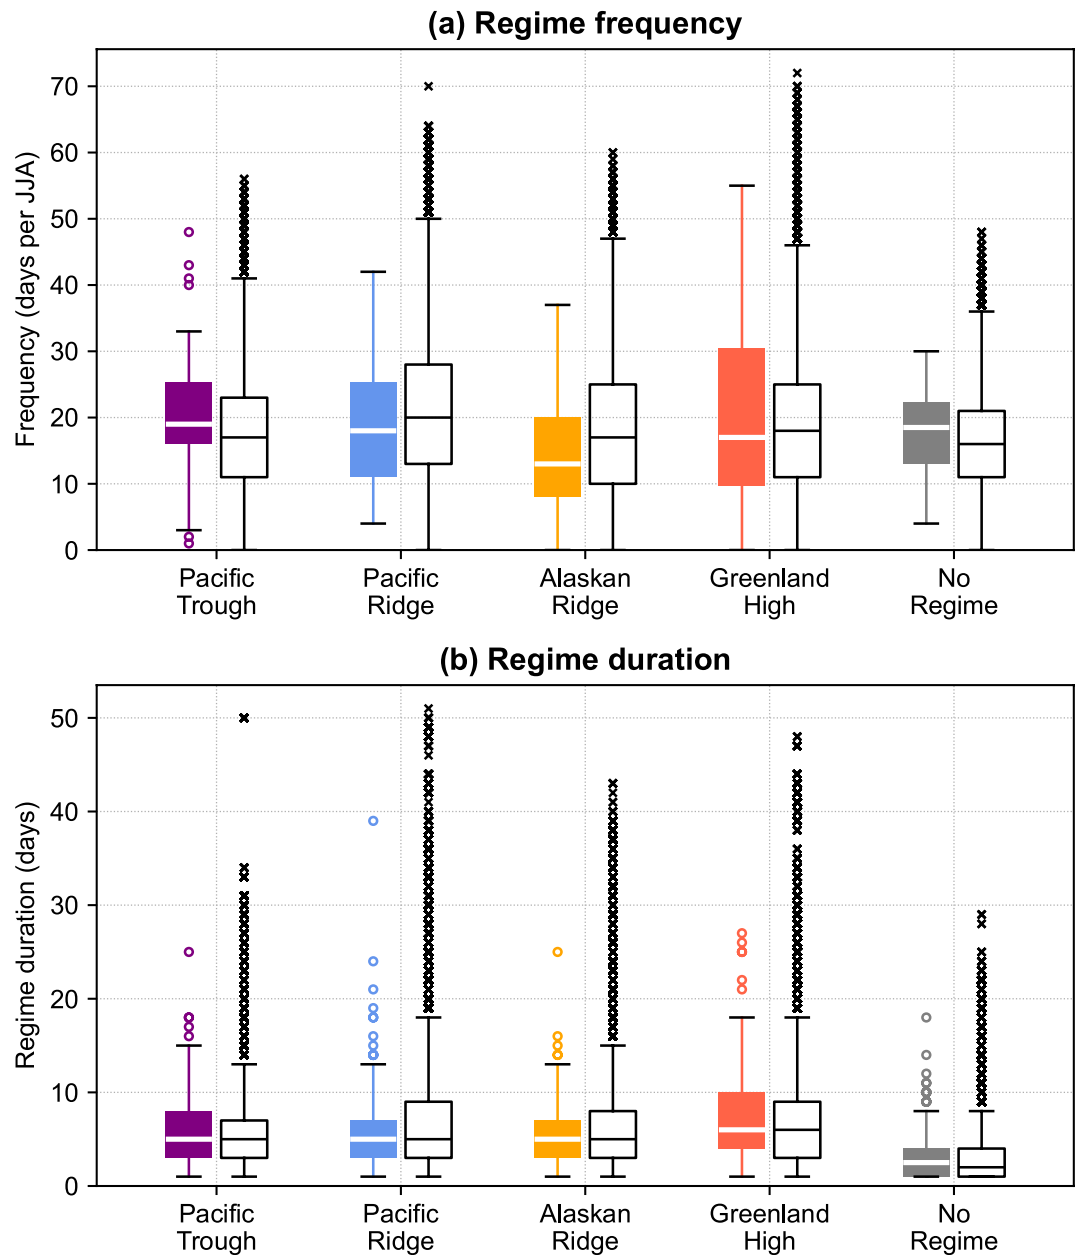 (a) Regime frequency
Frequency (days per JJA)
70
60
50
40
30
20
10
0
Pacific
Trough
Pacific
Ridge
Alaskan
Ridge
Greenland
High
No
Regime
(b) Regime duration
Regime duration (days)
50
40
30
20
10
0
Pacific
Trough
Pacific
Ridge
Alaskan
Ridge
Greenland
High
No
Regime